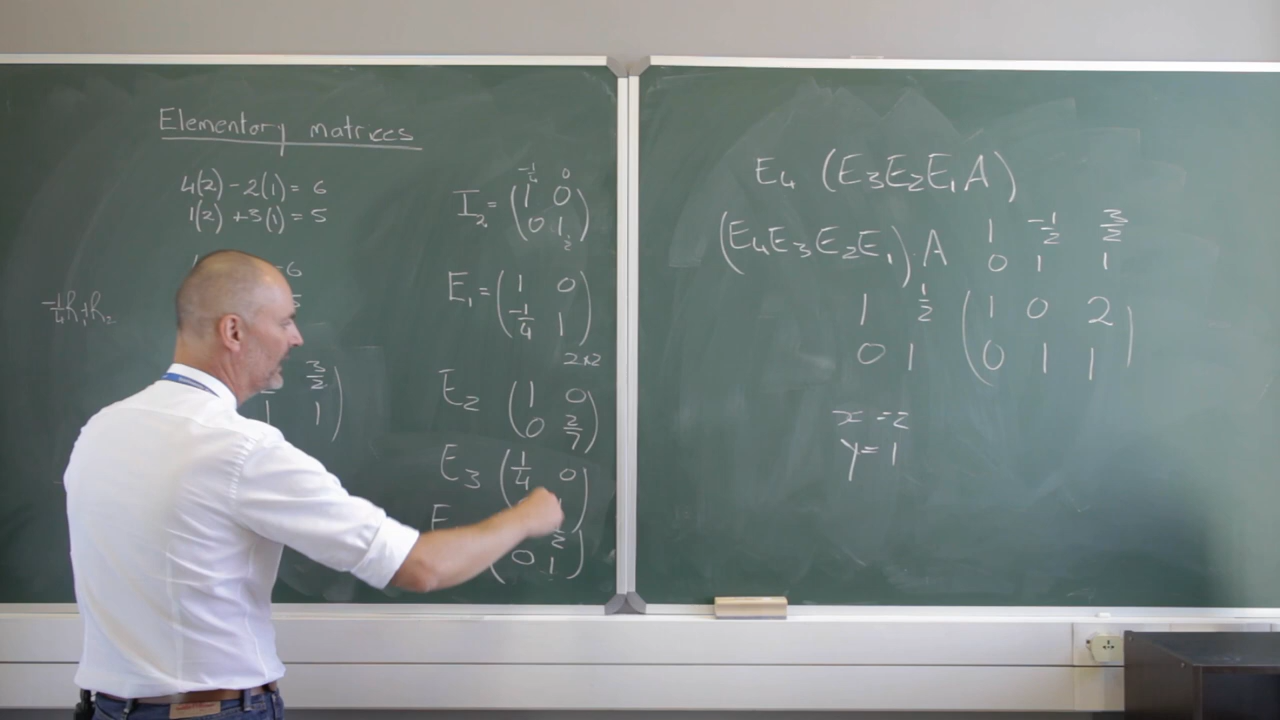 Elementary matrices
4(2) - 2(1) = 6
1(2) + 3(1) = 5
=6
-1/4 R₁+R₂
3/2
1 1
-1/4 0
I₂ = (1 0
0 1)
1/2
E₁ = (1 0
-1/4 1)
2×2
E₂ (1 0
0 2/7)
E₃ (1/4 0
E
0 1)
E₄ (E₃E₂E₁A)
(E₄E₃E₂E₁).A
1 -1/2 3/2
0 1 1
1 1/2 (1 0 2
0 1 0 1 1)
x = 2
y = 1